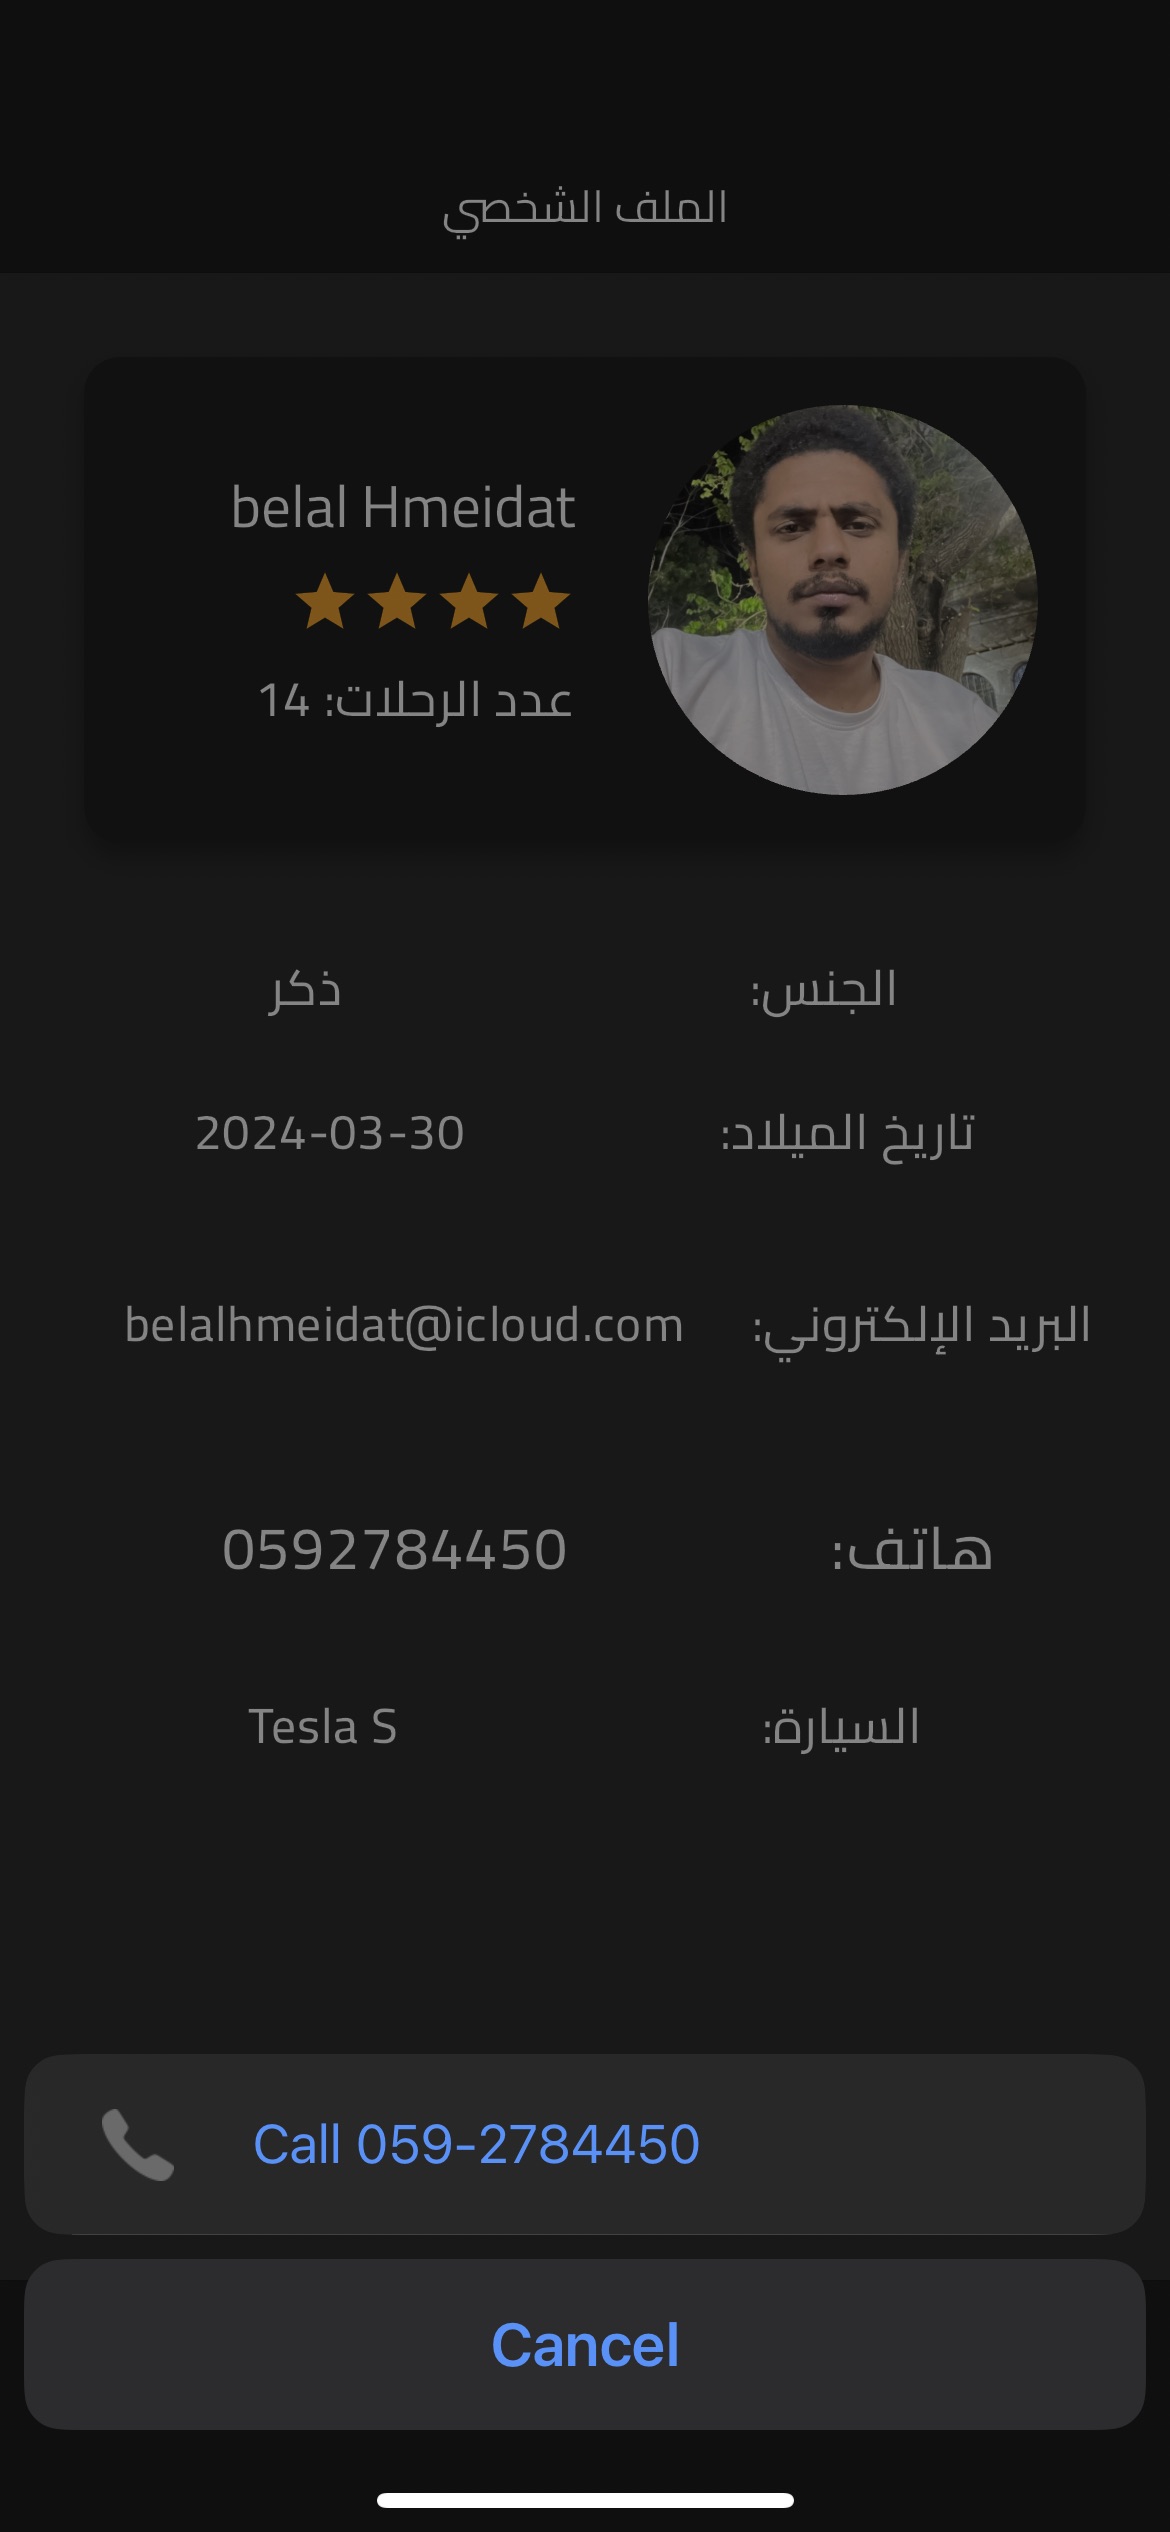 الملف الشخصي
belal Hmeidat
عدد الرحلات: 14
الجنس: ذكر
تاريخ الميلاد: 2024-03-30
البريد الإلكتروني: belalhmeidat@icloud.com
هاتف: 0592784450
السيارة: Tesla S
Call 059-2784450
Cancel